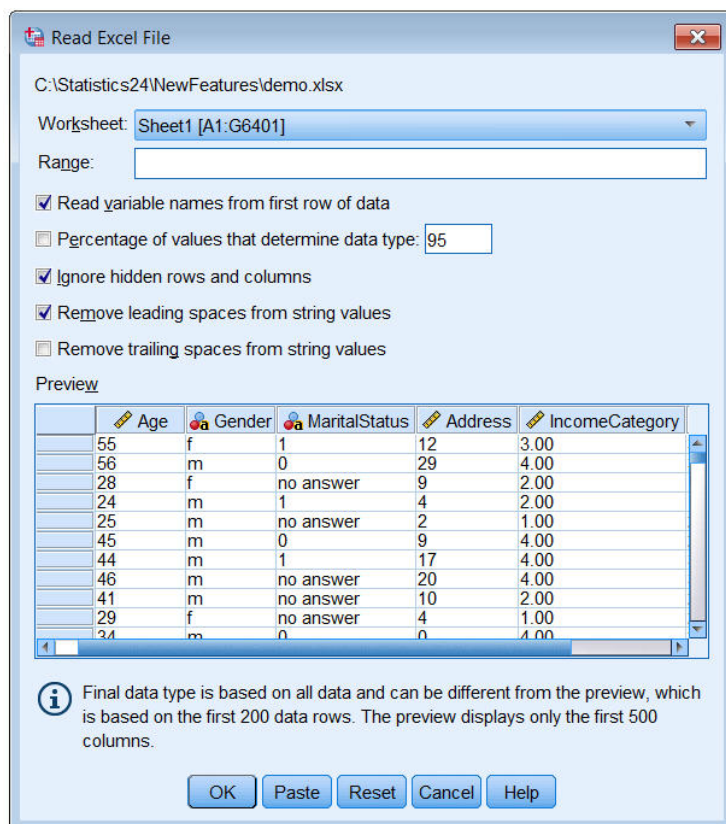 Read Excel File
C:\Statistics24\NewFeatures\demo.xlsx
Worksheet: Sheet1 [A1:G6401]
Range:
Read variable names from first row of data
Percentage of values that determine data type: 95
Ignore hidden rows and columns
Remove leading spaces from string values
Remove trailing spaces from string values
Preview
Age Gender MaritalStatus Address IncomeCategory
55 f 1 12 3.00
56 m 0 29 4.00
28 f no answer 9 2.00
24 m 1 4 2.00
25 m no answer 2 1.00
45 m 0 9 4.00
44 m 1 17 4.00
46 m no answer 20 4.00
41 m no answer 10 2.00
29 f no answer 4 1.00
34 m 0 0 4.00
Final data type is based on all data and can be different from the preview, which
is based on the first 200 data rows. The preview displays only the first 500
columns.
OK Paste Reset Cancel Help